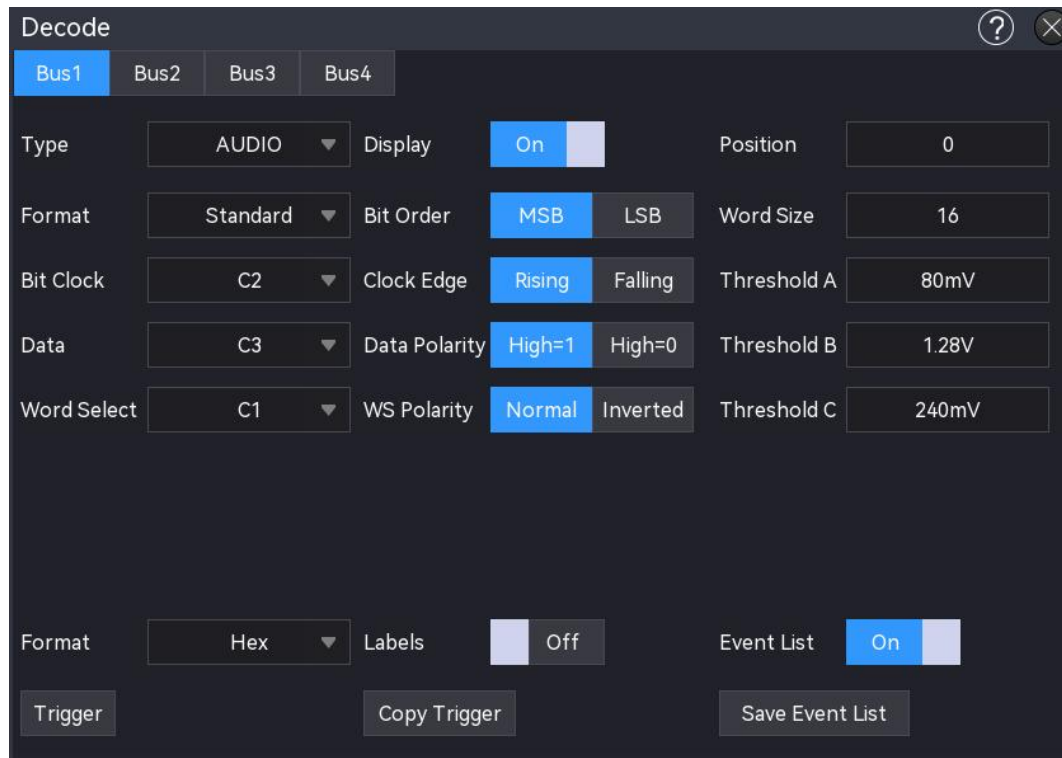 Decode ?
Bus1 Bus2 Bus3 Bus4
Type AUDIO Display On Position 0
Format Standard Bit Order MSB LSB Word Size 16
Bit Clock C2 Clock Edge Rising Falling Threshold A 80mV
Data C3 Data Polarity High=1 High=0 Threshold B 1.28V
Word Select C1 WS Polarity Normal Inverted Threshold C 240mV
Format Hex Labels Off Event List On
Trigger Copy Trigger Save Event List